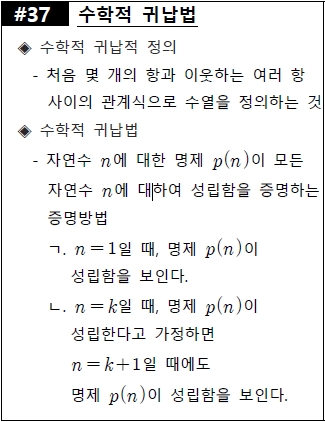 #37 수학적 귀납법
◈ 수학적 귀납적 정의
- 처음 몇 개의 항과 이웃하는 여러 항
사이의 관계식으로 수열을 정의하는 것
◈ 수학적 귀납법
- 자연수 n에 대한 명제 p(n)이 모든
자연수 n에 대하여 성립함을 증명하는
증명방법
ㄱ. n=1일 때, 명제 p(n)이
성립함을 보인다.
ㄴ. n=k일 때, 명제 p(n)이
성립한다고 가정하면
n=k+1일 때에도
명제 p(n)이 성립함을 보인다.